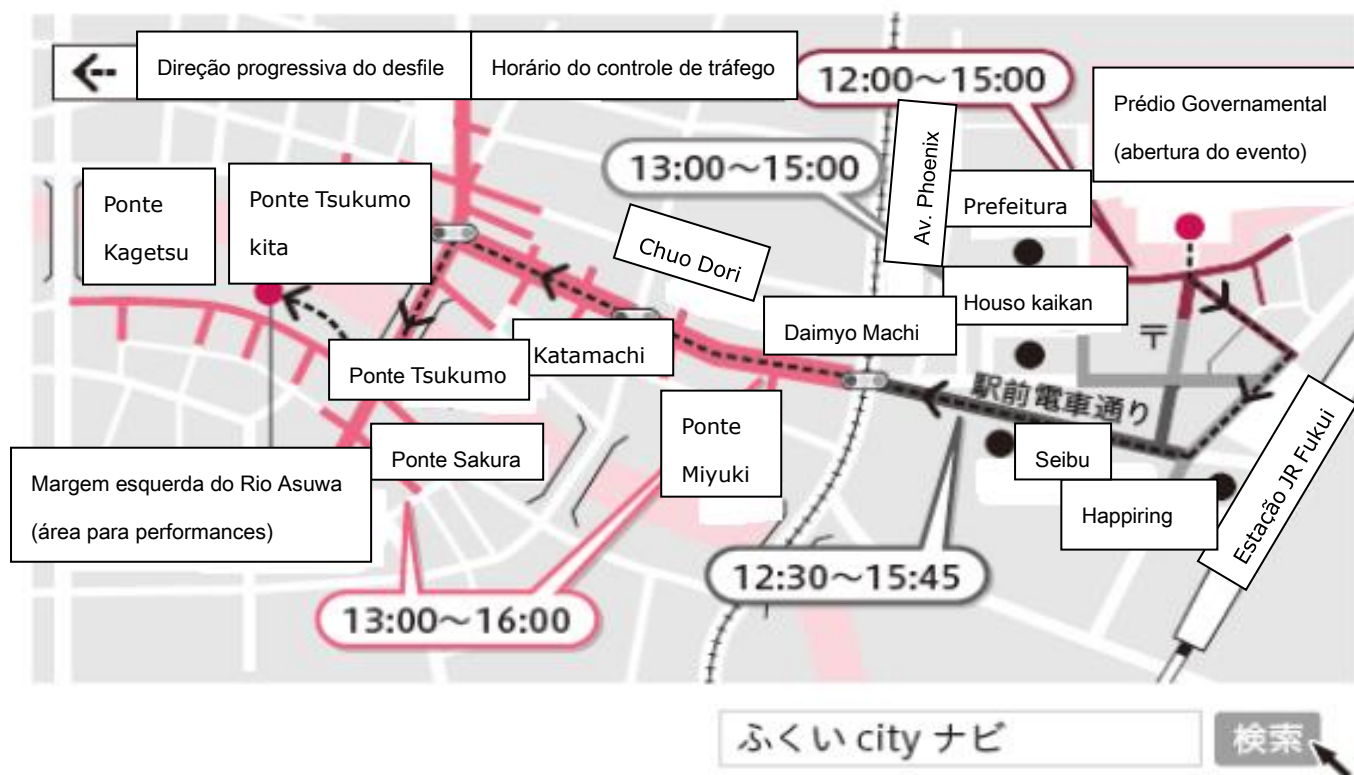 Direção progressiva do desfile
Horário do controle de tráfego
12:00～15:00
Prédio Governamental
(abertura do evento)
13:00～15:00
Av. Phoenix
Prefeitura
Ponte
Kagetsu
Ponte Tsukumo
kita
Chuo Dori
Houso kaikan
Daimyo Machi
〒
Katamachi
Ponte Tsukumo
駅前電車通り
Ponte
Miyuki
Ponte Sakura
Seibu
Happiring
Estação JR Fukui
Margem esquerda do Rio Asuwa
(área para performances)
12:30～15:45
13:00～16:00
ふくい city ナビ
検索